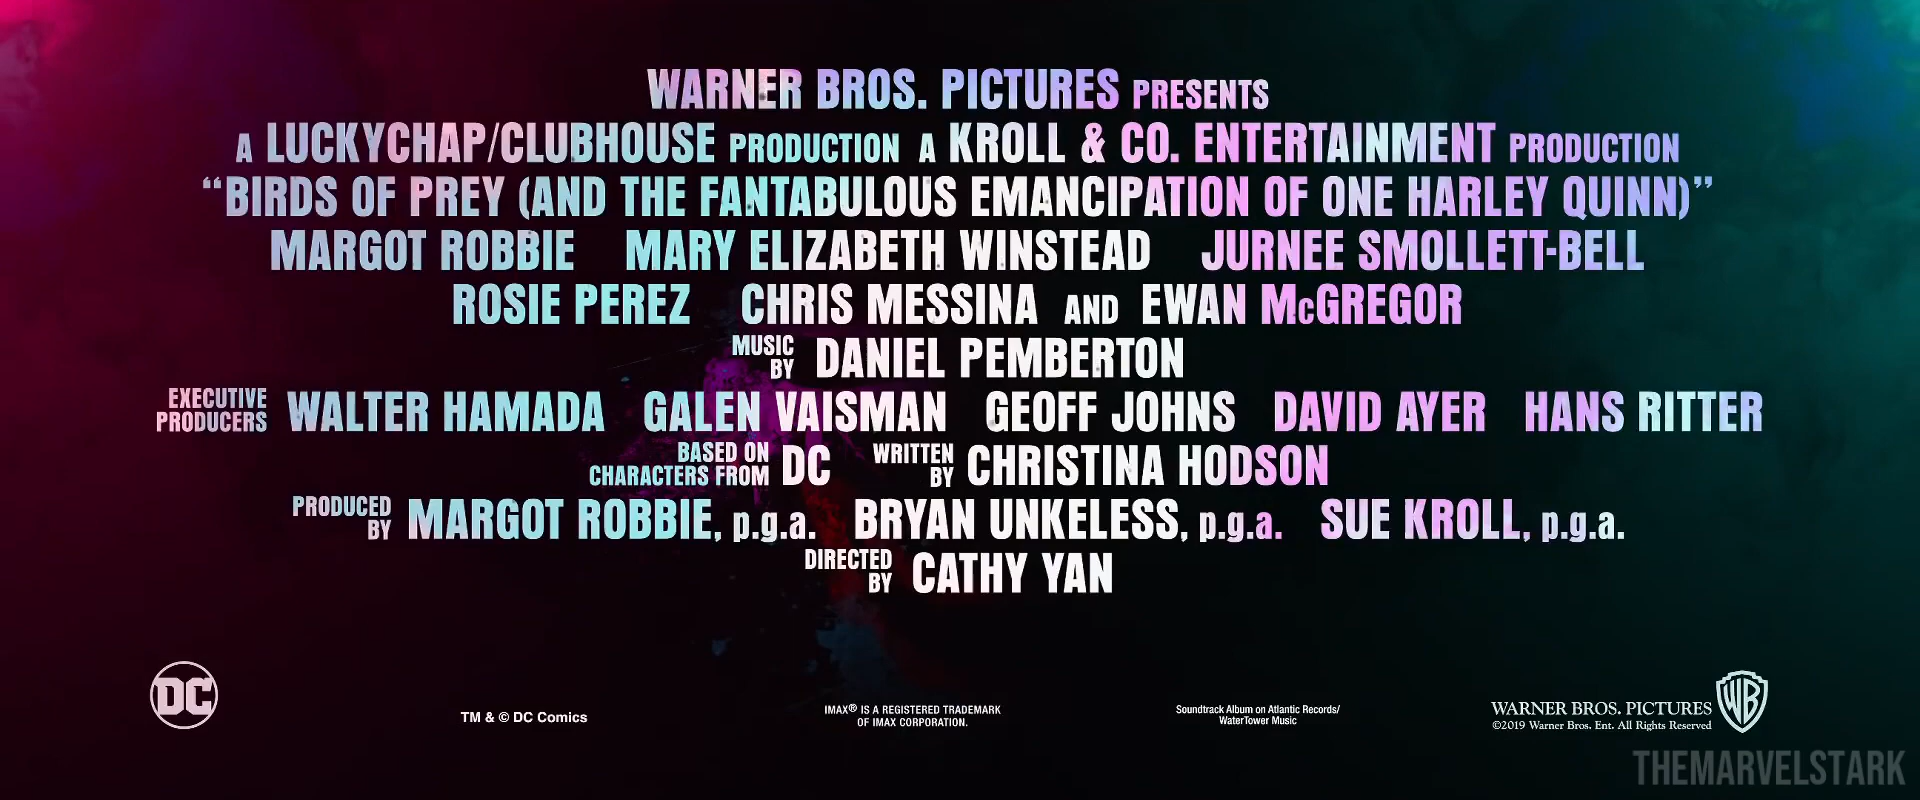 WARNER BROS. PICTURES PRESENTS
A LUCKYCHAP/CLUBHOUSE PRODUCTION A KROLL & CO. ENTERTAINMENT PRODUCTION
“BIRDS OF PREY (AND THE FANTABULOUS EMANCIPATION OF ONE HARLEY QUINN)”
MARGOT ROBBIE MARY ELIZABETH WINSTEAD JURNEE SMOLLETT-BELL
ROSIE PEREZ CHRIS MESSINA AND EWAN McGREGOR
MUSIC BY DANIEL PEMBERTON
EXECUTIVE PRODUCERS WALTER HAMADA GALEN VAISMAN GEOFF JOHNS DAVID AYER HANS RITTER
BASED ON CHARACTERS FROM DC WRITTEN BY CHRISTINA HODSON
PRODUCED BY MARGOT ROBBIE, p.g.a. BRYAN UNKELESS, p.g.a. SUE KROLL, p.g.a.
DIRECTED BY CATHY YAN
DC
TM & © DC Comics
IMAX® IS A REGISTERED TRADEMARK
OF IMAX CORPORATION.
Soundtrack Album on Atlantic Records/
WaterTower Music
WARNER BROS. PICTURES
©2019 Warner Bros. Ent. All Rights Reserved
WB
THEMARVELSTARK